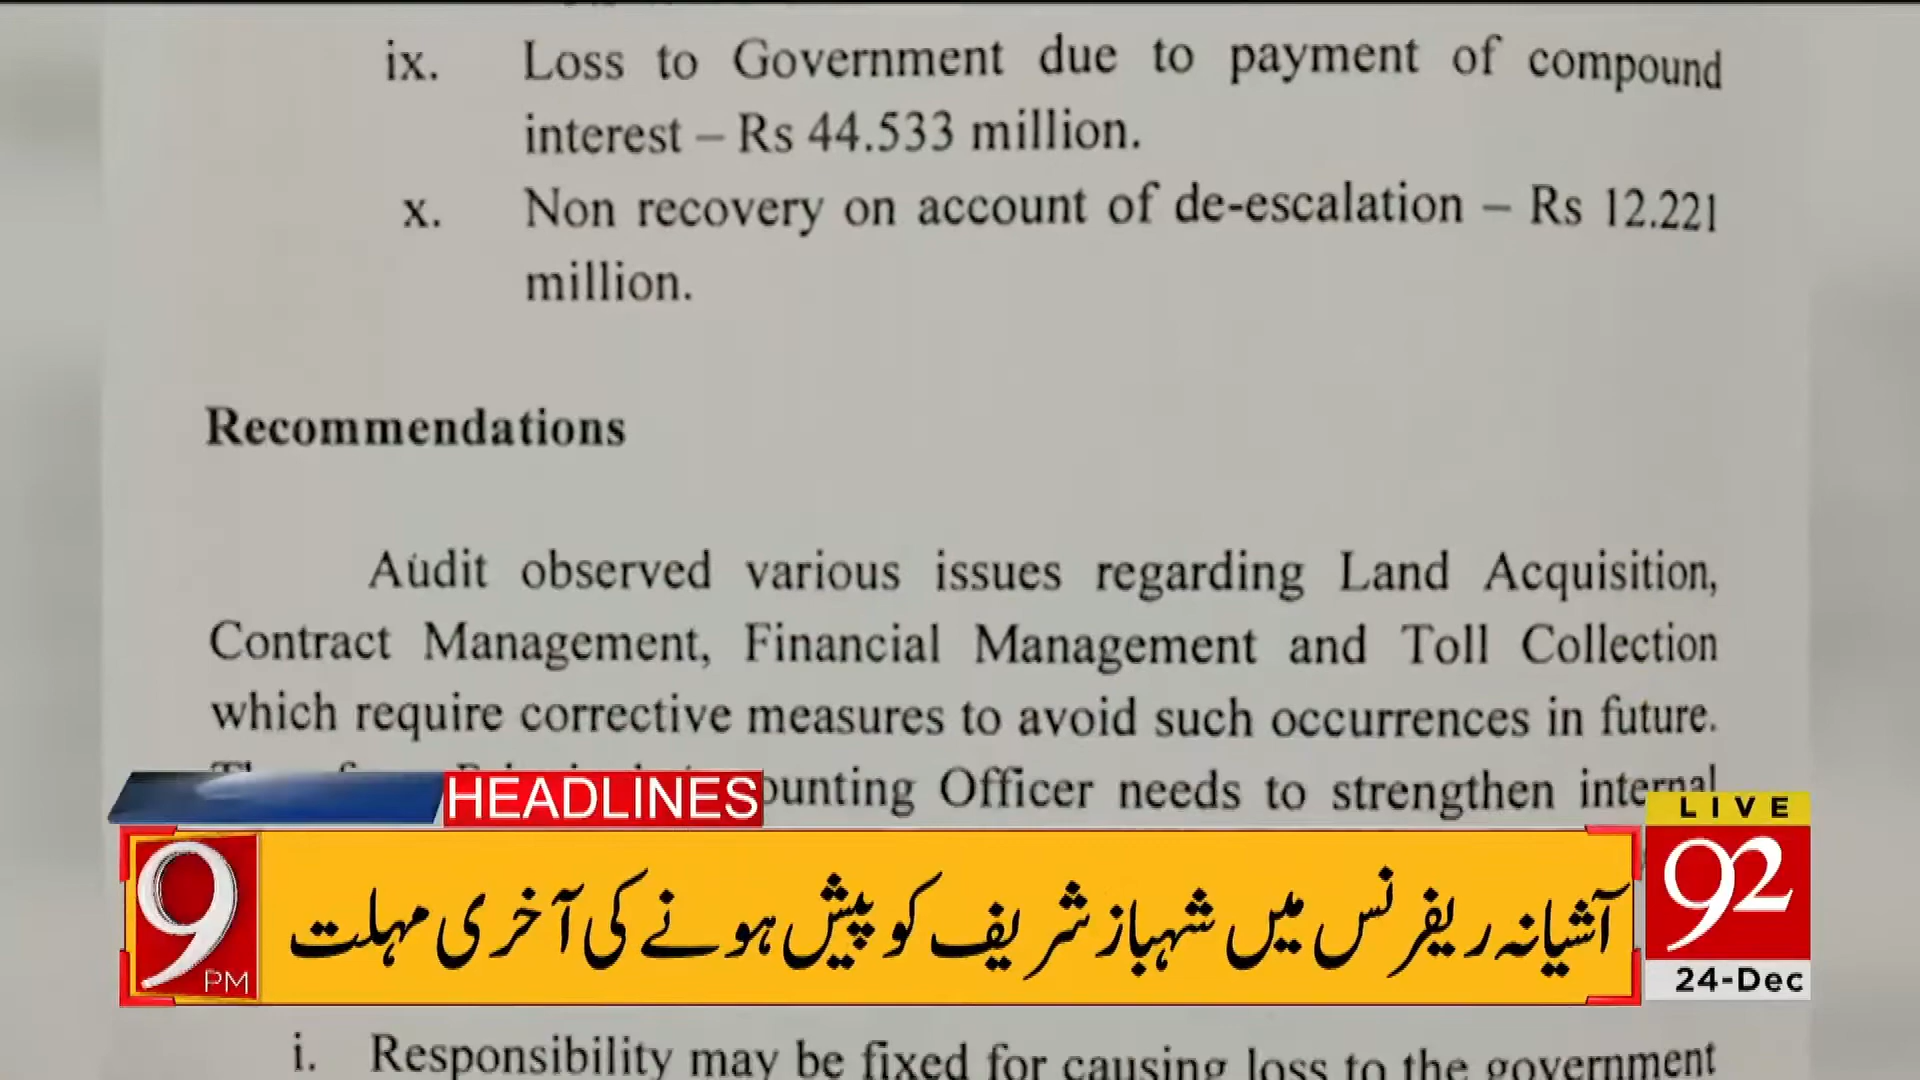 ix. Loss to Government due to payment of compound
interest – Rs 44.533 million.
x. Non recovery on account of de-escalation – Rs 12.221
million.
Recommendations
Audit observed various issues regarding Land Acquisition,
Contract Management, Financial Management and Toll Collection
which require corrective measures to avoid such occurrences in future.
Officer needs to strengthen internal
HEADLINES
LIVE
9
PM
آشیانہ ریفرنس میں شہباز شریف کو پیش ہونے کی آخری مہلت
92
24-Dec
i. Responsibility may be fixed for causing loss to the government